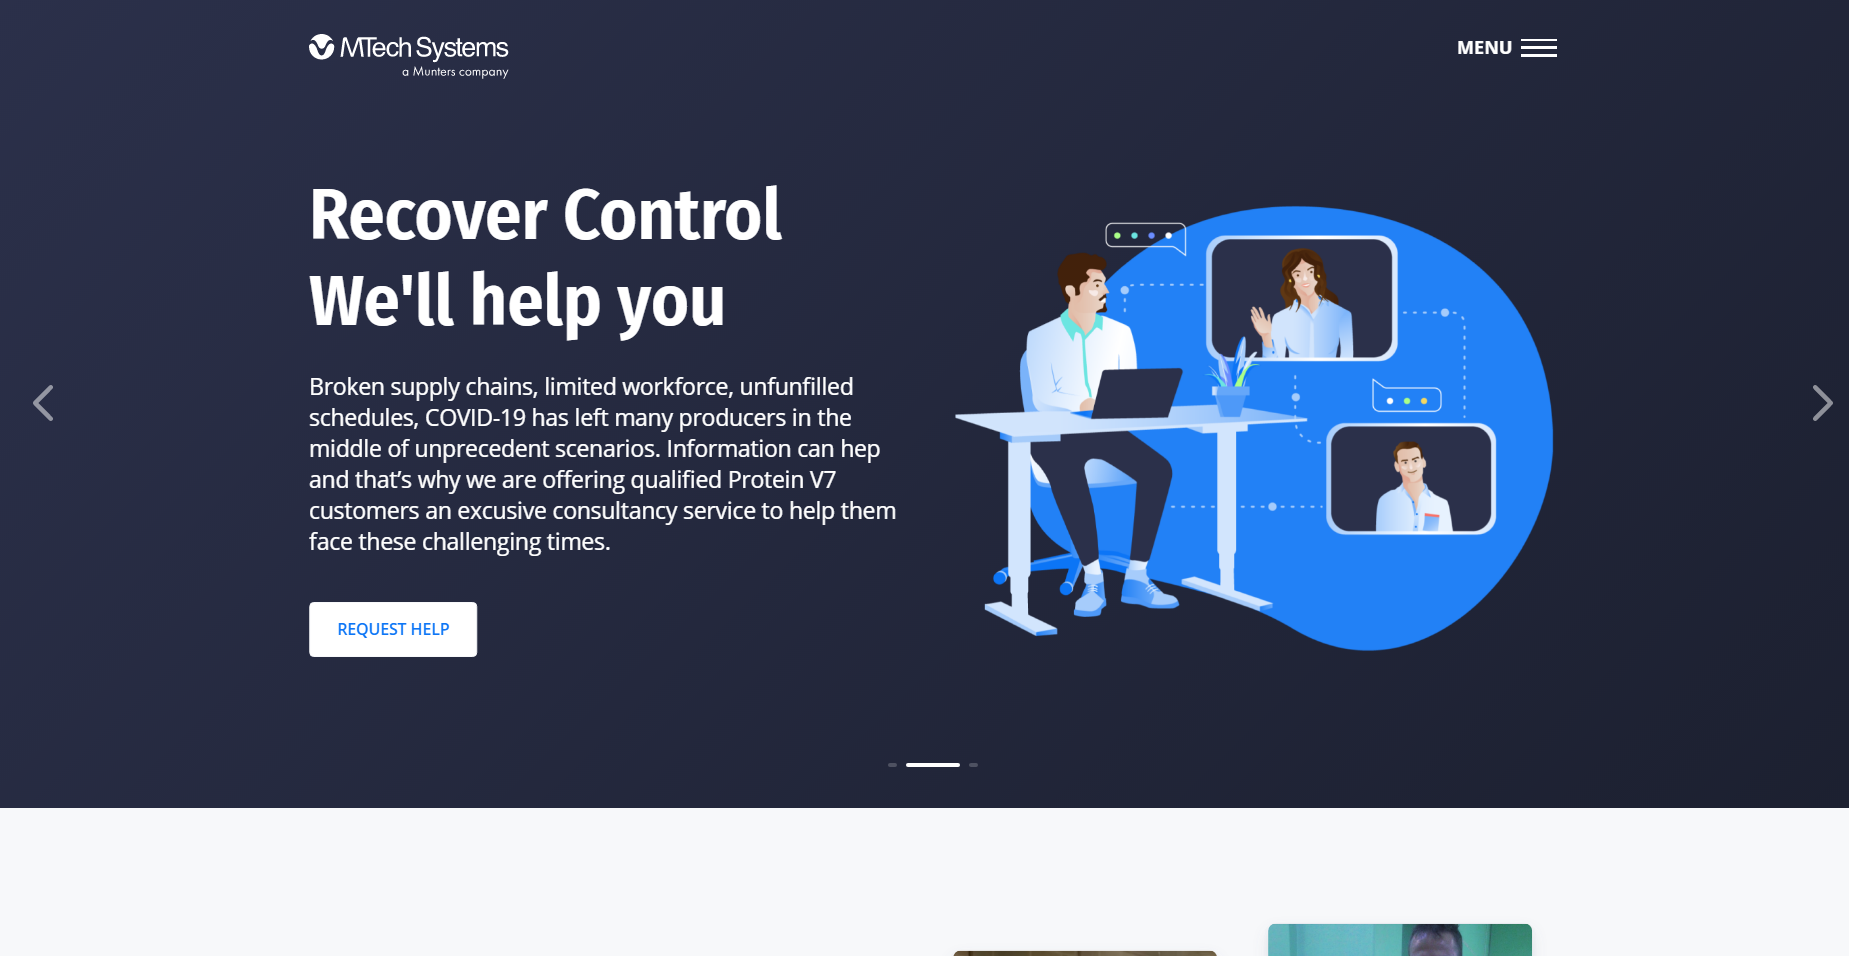 MTech Systems
a Munters company
MENU
Recover Control
We'll help you
Broken supply chains, limited workforce, unfunfilled
schedules, COVID-19 has left many producers in the
middle of unprecedent scenarios. Information can hep
and that’s why we are offering qualified Protein V7
customers an excusive consultancy service to help them
face these challenging times.
REQUEST HELP